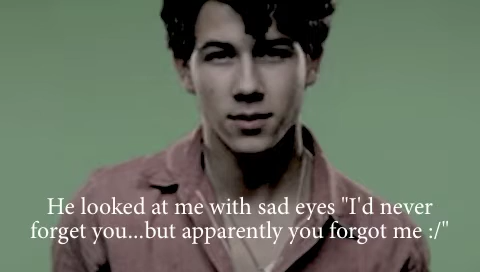 He looked at me with sad eyes "I'd never
forget you...but apparently you forgot me :/"